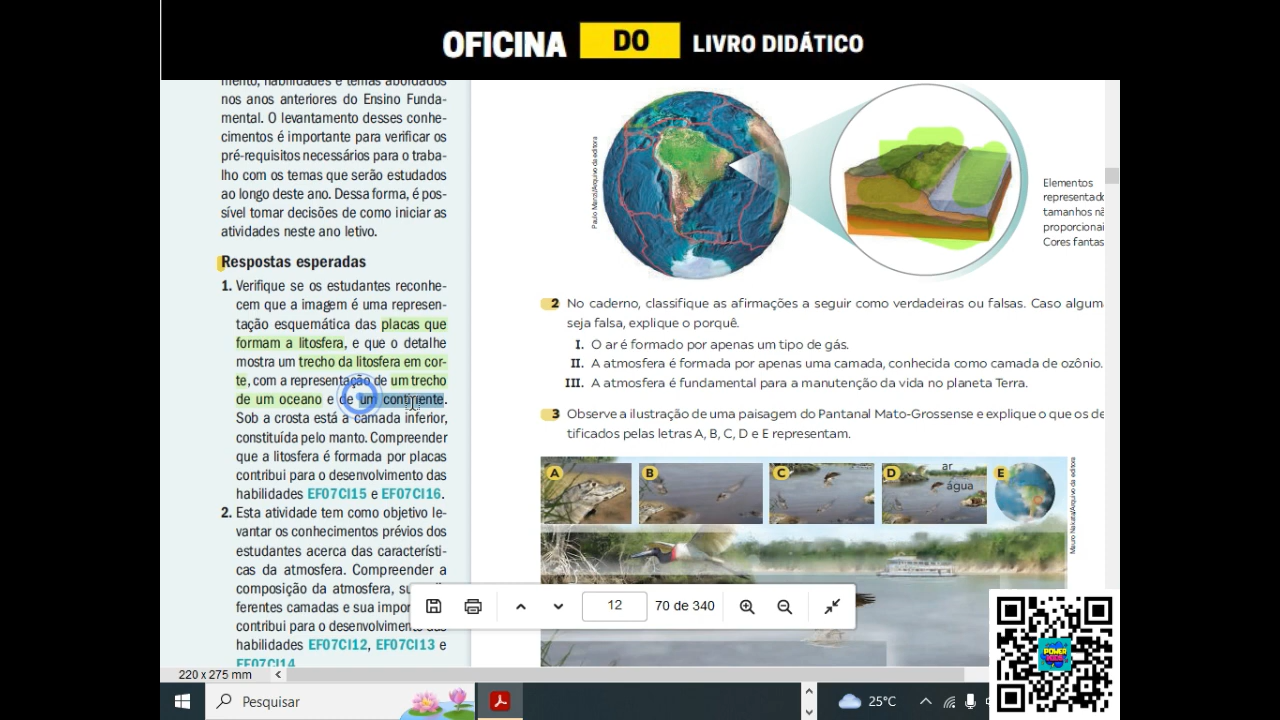 OFICINA DO LIVRO DIDÁTICO
mento, habilidades e temas abordados
nos anos anteriores do Ensino Funda-
mental. O levantamento desses conhe-
cimentos é importante para verificar os
pré-requisitos necessários para o traba-
lho com os temas que serão estudados
ao longo deste ano. Dessa forma, é pos-
sível tomar decisões de como iniciar as
atividades neste ano letivo.
Respostas esperadas
1. Verifique se os estudantes reconhe-
cem que a imagem é uma represen-
tação esquemática das placas que
formam a litosfera, e que o detalhe
mostra um trecho da litosfera em cor-
te, com a representação de um trecho
de um oceano e de um continente.
Sob a crosta está a camada inferior,
constituída pelo manto. Compreender
que a litosfera é formada por placas
contribui para o desenvolvimento das
habilidades EF07CI15 e EF07CI16.
2. Esta atividade tem como objetivo le-
vantar os conhecimentos prévios dos
estudantes acerca das característi-
cas da atmosfera. Compreender a
composição da atmosfera,
ferentes camadas e sua
contribui para o desenvolvimento
habilidades EF07CI12, EF07CI13 e
EF07CI14
Paulo Manzi/Arquivo da editora
Elementos
representado
tamanhos nã
proporcionai
Cores fantas
2 No caderno, classifique as afirmações a seguir como verdadeiras ou falsas. Caso algum
seja falsa, explique o porquê.
I. O ar é formado por apenas um tipo de gás.
II. A atmosfera é formada por apenas uma camada, conhecida como camada de ozônio.
III. A atmosfera é fundamental para a manutenção da vida no planeta Terra.
3 Observe a ilustração de uma paisagem do Pantanal Mato-Grossense e explique o que os de
tificados pelas letras A, B, C, D e E representam.
A B C D E
ar
água
Mauro Nakata/Arquivo da editora
12 70 de 340
220 x 275 mm
Pesquisar
25°C
POWER